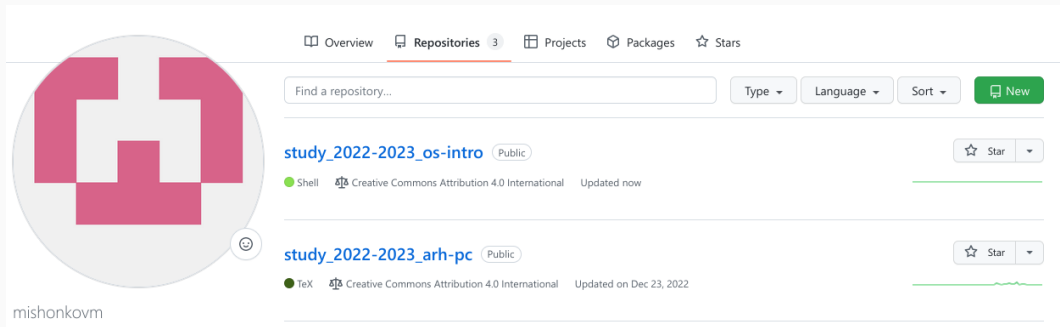 Overview Repositories 3 Projects Packages Stars
Find a repository... Type Language Sort New
study_2022-2023_os-intro Public Star
Shell Creative Commons Attribution 4.0 International Updated now
study_2022-2023_arh-pc Public Star
TeX Creative Commons Attribution 4.0 International Updated on Dec 23, 2022
mishonkovm